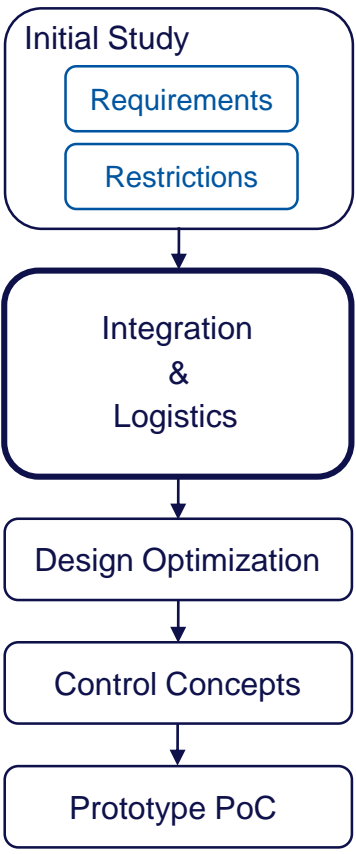 Initial Study
Requirements
Restrictions
Integration
&
Logistics
Design Optimization
Control Concepts
Prototype PoC